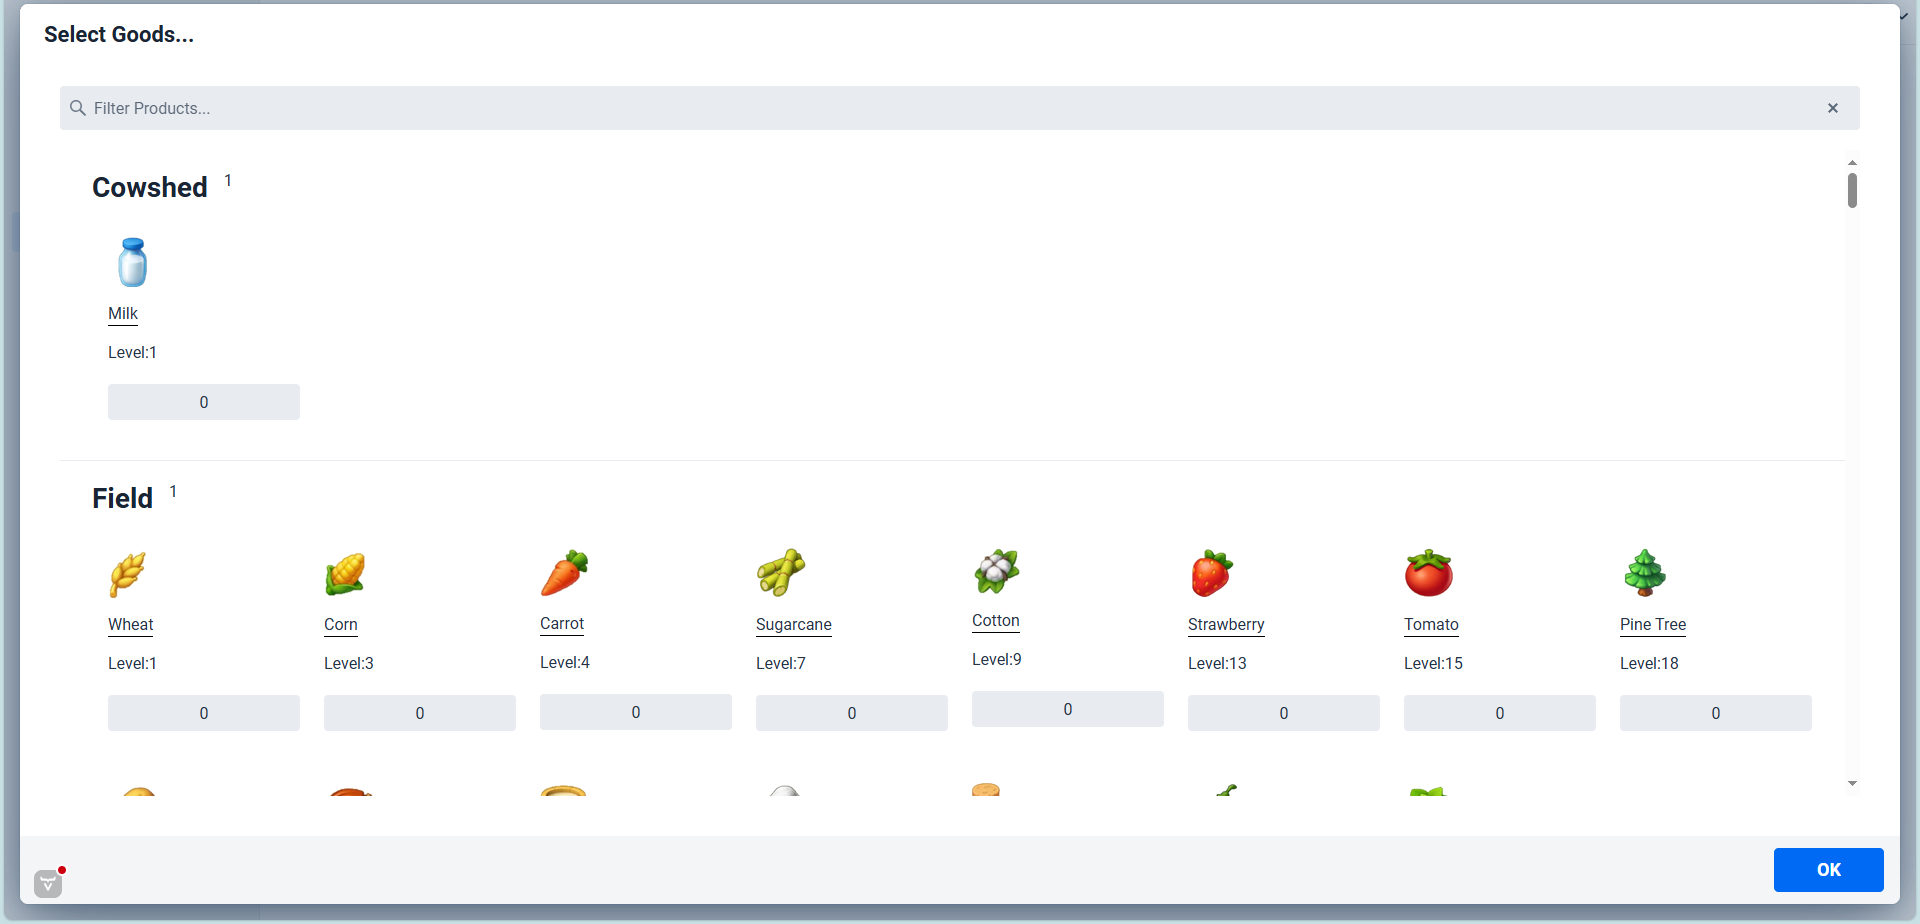 Select Goods...
Filter Products...
Cowshed 1
Milk
Level:1
0
Field 1
Wheat Corn Carrot Sugarcane Cotton Strawberry Tomato Pine Tree
Level:1 Level:3 Level:4 Level:7 Level:9 Level:13 Level:15 Level:18
0 0 0 0 0 0 0 0
OK